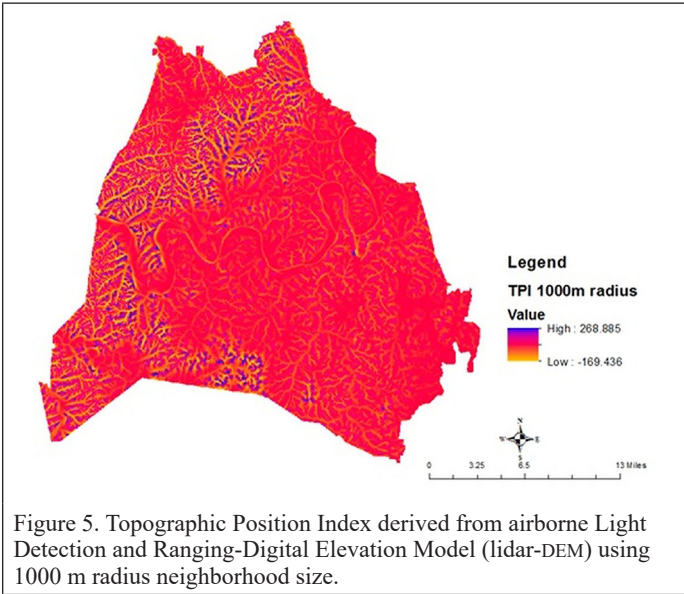 Legend
TPI 1000m radius
Value
High : 268.885
Low : -169.436
N
W E
S
0 3.25 6.5 13 Miles
Figure 5. Topographic Position Index derived from airborne Light
Detection and Ranging-Digital Elevation Model (lidar-DEM) using
1000 m radius neighborhood size.